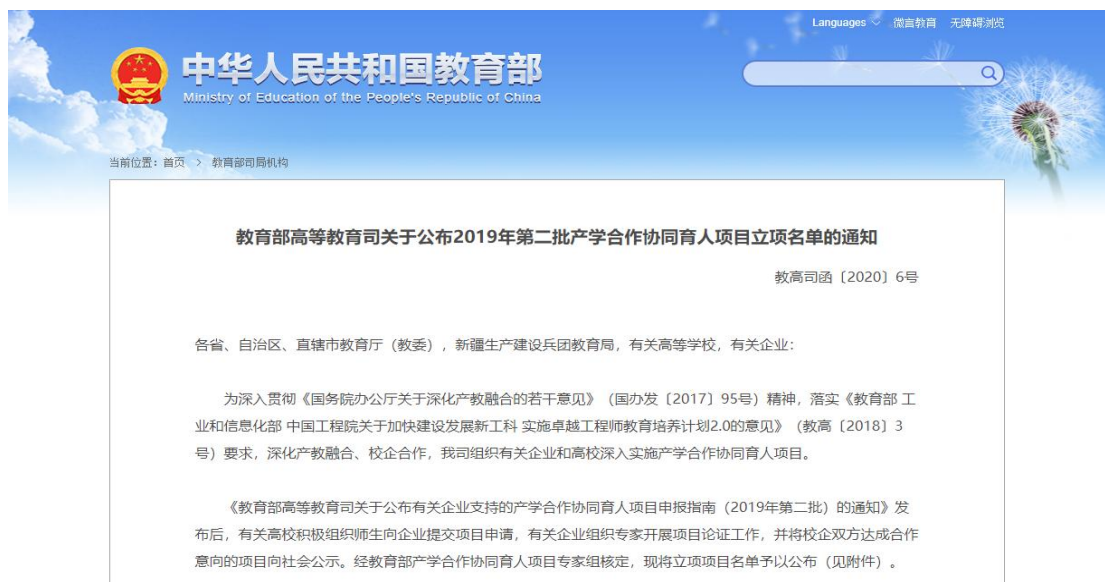 Languages 微言教育 无障碍浏览
中华人民共和国教育部
Ministry of Education of the People's Republic of China
当前位置：首页 > 教育部司局机构
教育部高等教育司关于公布2019年第二批产学合作协同育人项目立项名单的通知
教高司函〔2020〕6号
各省、自治区、直辖市教育厅（教委），新疆生产建设兵团教育局，有关高等学校，有关企业：
为深入贯彻《国务院办公厅关于深化产教融合的若干意见》（国办发〔2017〕95号）精神，落实《教育部 工
业和信息化部 中国工程院关于加快建设发展新工科 实施卓越工程师教育培养计划2.0的意见》（教高〔2018〕3
号）要求，深化产教融合、校企合作，我司组织有关企业和高校深入实施产学合作协同育人项目。
《教育部高等教育司关于公布有关企业支持的产学合作协同育人项目申报指南（2019年第二批）的通知》发
布后，有关高校积极组织师生向企业提交项目申请，有关企业组织专家开展项目论证工作，并将校企双方达成合作
意向的项目向社会公示。经教育部产学合作协同育人项目专家组核定，现将立项项目名单予以公布（见附件）。